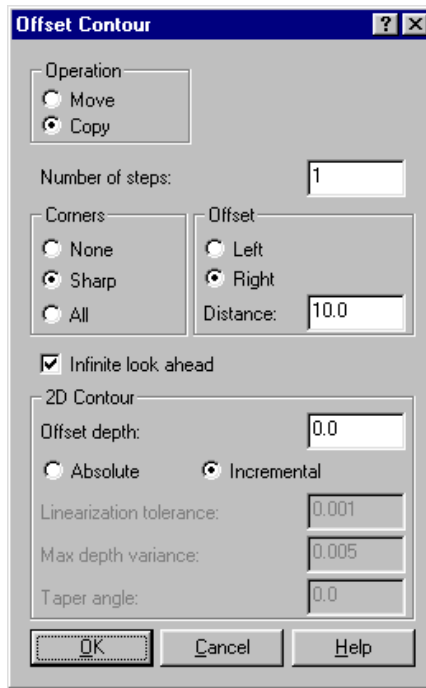 Offset Contour
Operation
Move
Copy
Number of steps: 1
Corners
None
Sharp
All
Offset
Left
Right
Distance: 10.0
Infinite look ahead
2D Contour
Offset depth: 0.0
Absolute Incremental
Linearization tolerance: 0.001
Max depth variance: 0.005
Taper angle: 0.0
OK Cancel Help